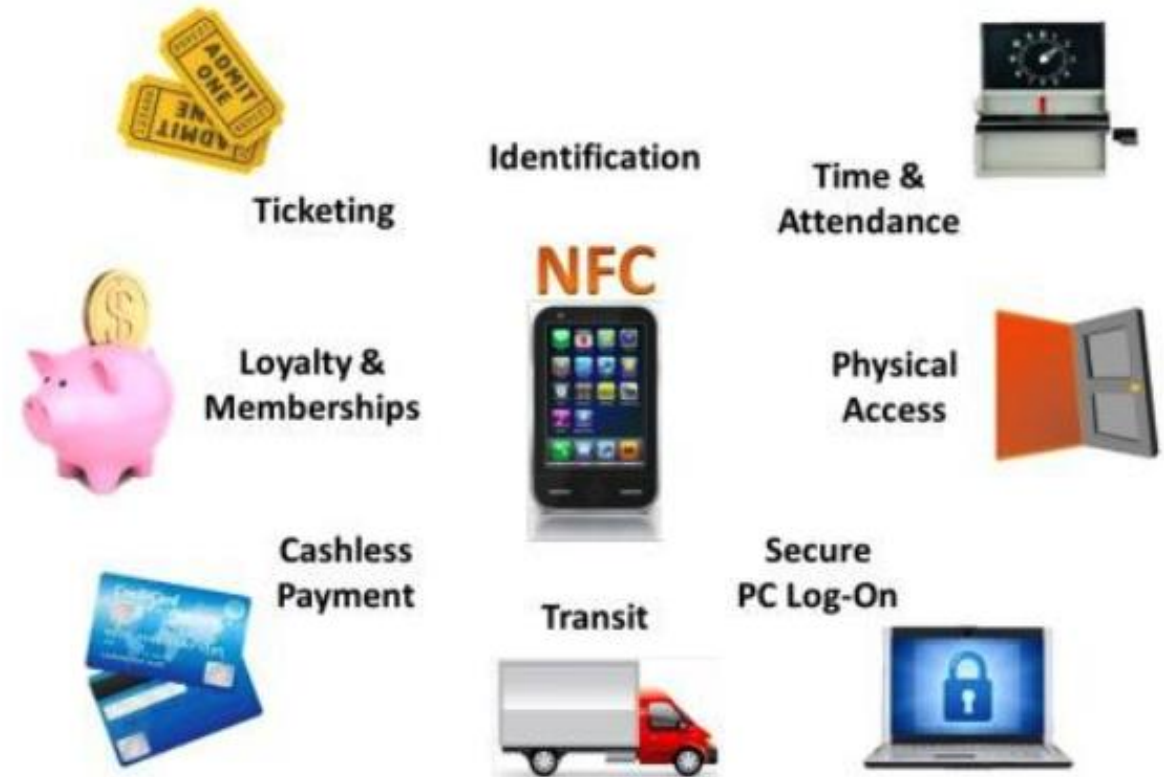 ADMIT
ONE
ADMIT
ONE
Identification
Time &
Attendance
Ticketing
NFC
$
Loyalty &
Memberships
Physical
Access
Cashless
Payment
Secure
PC Log-On
Transit